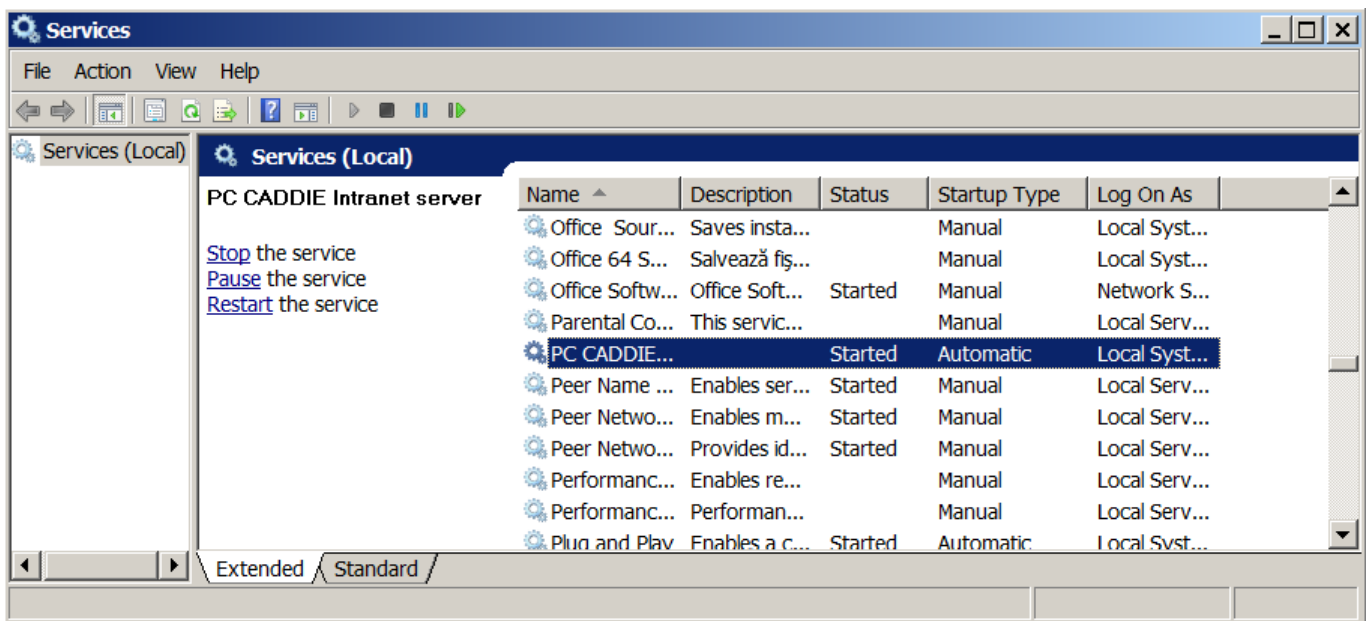 Services
File Action View Help
Services (Local)
Services (Local)
PC CADDIE Intranet server
Stop the service
Pause the service
Restart the service
Name Description Status Startup Type Log On As
Office Sour... Saves insta... Manual Local Syst...
Office 64 S... Salvează fiş... Manual Local Syst...
Office Softw... Office Soft... Started Manual Network S...
Parental Co... This servic... Manual Local Serv...
PC CADDIE... Started Automatic Local Syst...
Peer Name ... Enables ser... Started Manual Local Serv...
Peer Netwo... Enables m... Started Manual Local Serv...
Peer Netwo... Provides id... Started Manual Local Serv...
Performanc... Enables re... Manual Local Serv...
Performanc... Performan... Manual Local Serv...
Plug and Play Enables a c... Started Automatic Local Syst...
Extended Standard